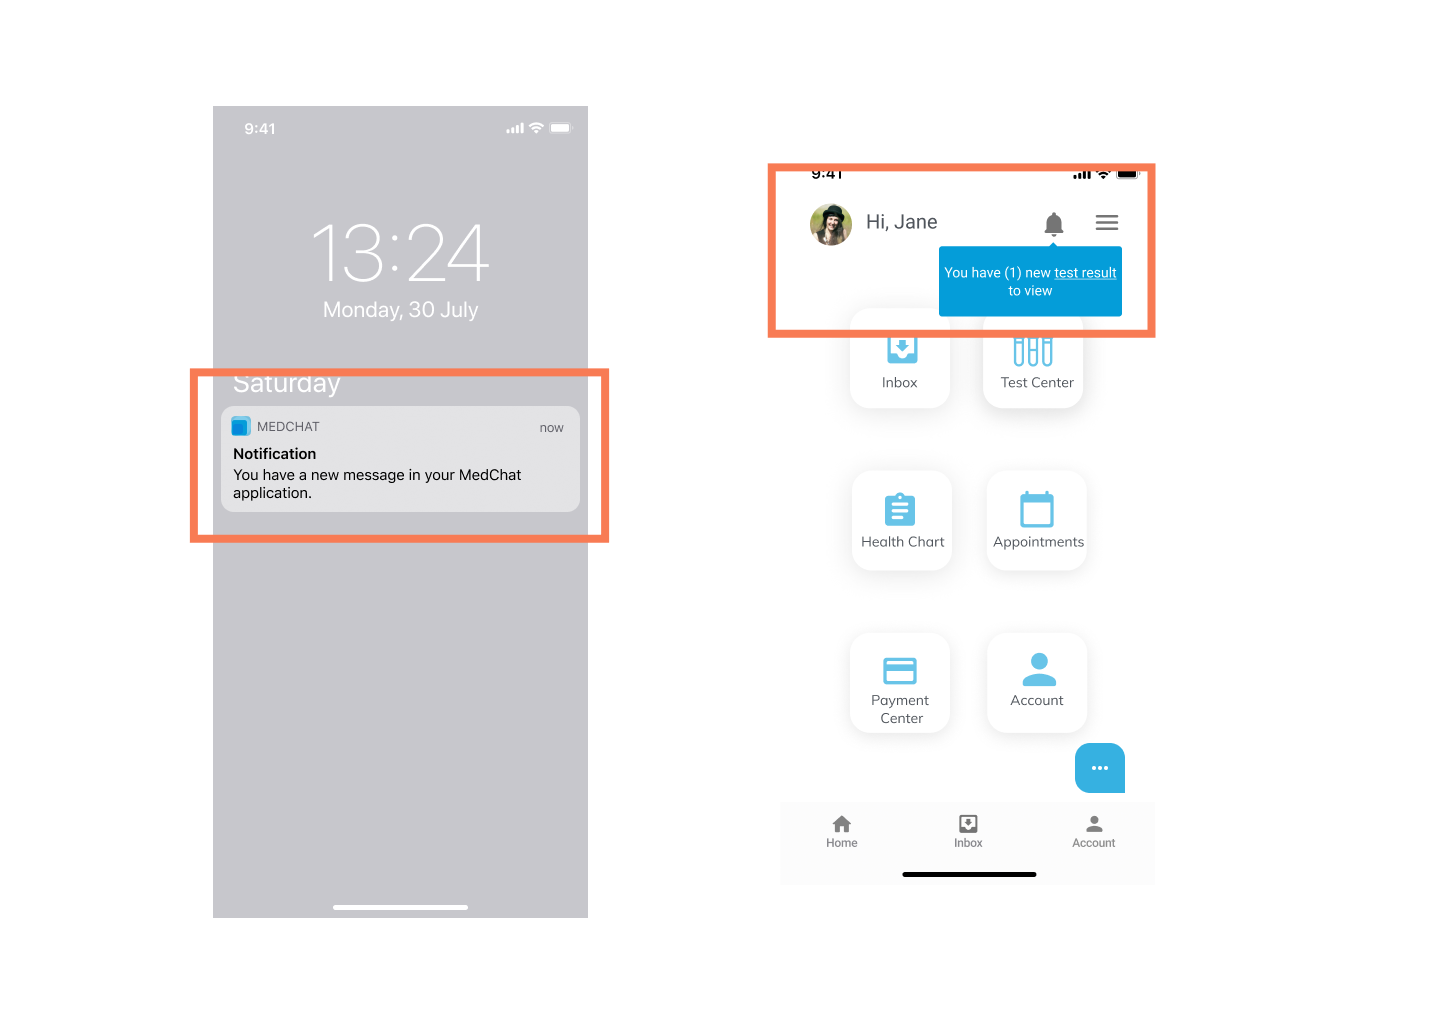 9:41
13:24
Monday, 30 July
Saturday
MEDCHAT
now
Notification
You have a new message in your MedChat
application.
9:41
Hi, Jane
You have (1) new test result
to view
Inbox
Test Center
Health Chart
Appointments
Payment
Center
Account
Home
Inbox
Account